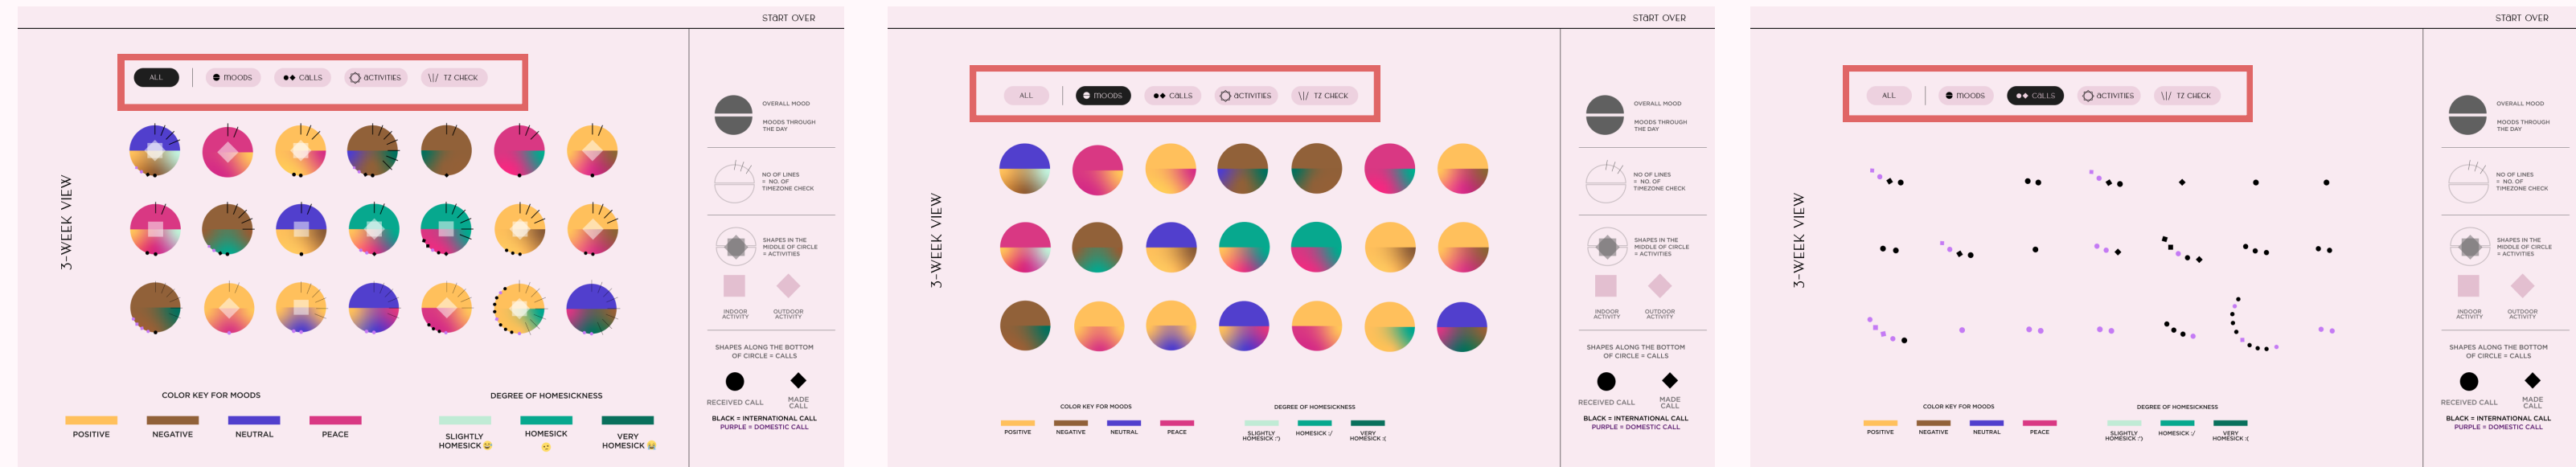 START OVER
ALL
MOODS
CALLS
ACTIVITIES
TZ CHECK
3-WEEK VIEW
OVERALL MOOD
MOODS THROUGH
THE DAY
NO OF LINES
= NO. OF
TIMEZONE CHECK
SHAPES IN THE
MIDDLE OF CIRCLE
= ACTIVITIES
INDOOR
ACTIVITY
OUTDOOR
ACTIVITY
SHAPES ALONG THE BOTTOM
OF CIRCLE = CALLS
RECEIVED CALL
MADE
CALL
BLACK = INTERNATIONAL CALL
PURPLE = DOMESTIC CALL
COLOR KEY FOR MOODS
POSITIVE
NEGATIVE
NEUTRAL
PEACE
DEGREE OF HOMESICKNESS
SLIGHTLY
HOMESICK 😅
HOMESICK
🥺
VERY
HOMESICK 😭
START OVER
ALL
MOODS
CALLS
ACTIVITIES
TZ CHECK
3-WEEK VIEW
OVERALL MOOD
MOODS THROUGH
THE DAY
NO OF LINES
= NO. OF
TIMEZONE CHECK
SHAPES IN THE
MIDDLE OF CIRCLE
= ACTIVITIES
INDOOR
ACTIVITY
OUTDOOR
ACTIVITY
SHAPES ALONG THE BOTTOM
OF CIRCLE = CALLS
RECEIVED CALL
MADE
CALL
BLACK = INTERNATIONAL CALL
PURPLE = DOMESTIC CALL
COLOR KEY FOR MOODS
POSITIVE
NEGATIVE
NEUTRAL
PEACE
DEGREE OF HOMESICKNESS
SLIGHTLY
HOMESICK :')
HOMESICK :/
VERY
HOMESICK :(
START OVER
ALL
MOODS
CALLS
ACTIVITIES
TZ CHECK
3-WEEK VIEW
OVERALL MOOD
MOODS THROUGH
THE DAY
NO OF LINES
= NO. OF
TIMEZONE CHECK
SHAPES IN THE
MIDDLE OF CIRCLE
= ACTIVITIES
INDOOR
ACTIVITY
OUTDOOR
ACTIVITY
SHAPES ALONG THE BOTTOM
OF CIRCLE = CALLS
RECEIVED CALL
MADE
CALL
BLACK = INTERNATIONAL CALL
PURPLE = DOMESTIC CALL
COLOR KEY FOR MOODS
POSITIVE
NEGATIVE
NEUTRAL
PEACE
DEGREE OF HOMESICKNESS
SLIGHTLY
HOMESICK :')
HOMESICK :/
VERY
HOMESICK :(